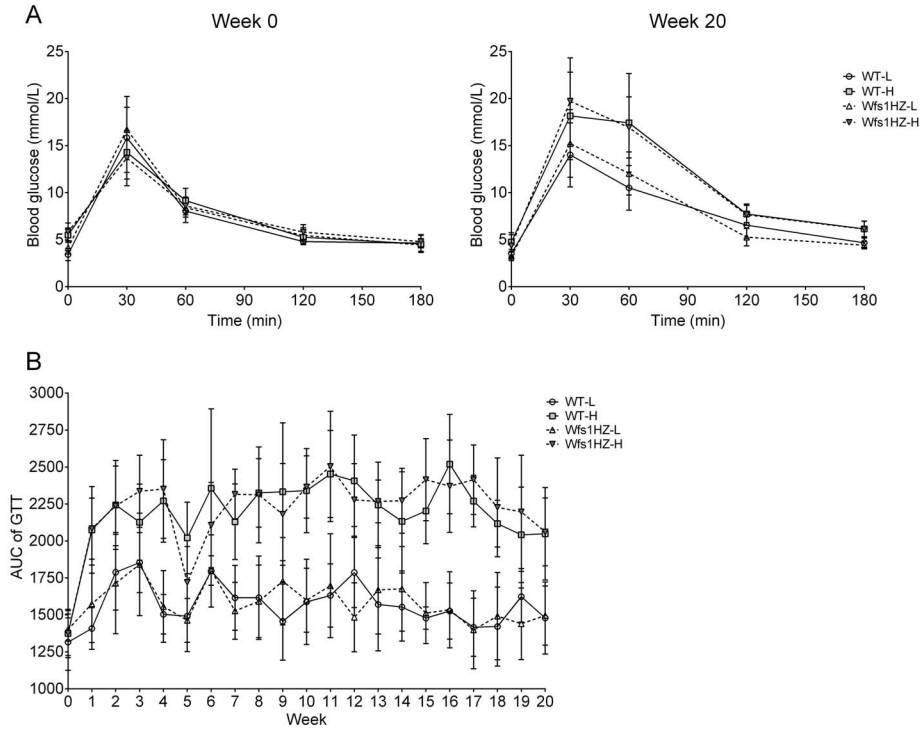 A
Week 0
Week 20
25
20
15
10
5
0
Blood glucose (mmol/L)
0 30 60 90 120 150 180
Time (min)
25
20
15
10
5
0
Blood glucose (mmol/L)
0 30 60 90 120 150 180
Time (min)
WT-L
WT-H
Wfs1HZ-L
Wfs1HZ-H
B
3000
2750
2500
2250
2000
1750
1500
1250
1000
AUC of GTT
0 1 2 3 4 5 6 7 8 9 10 11 12 13 14 15 16 17 18 19 20
Week
WT-L
WT-H
Wfs1HZ-L
Wfs1HZ-H